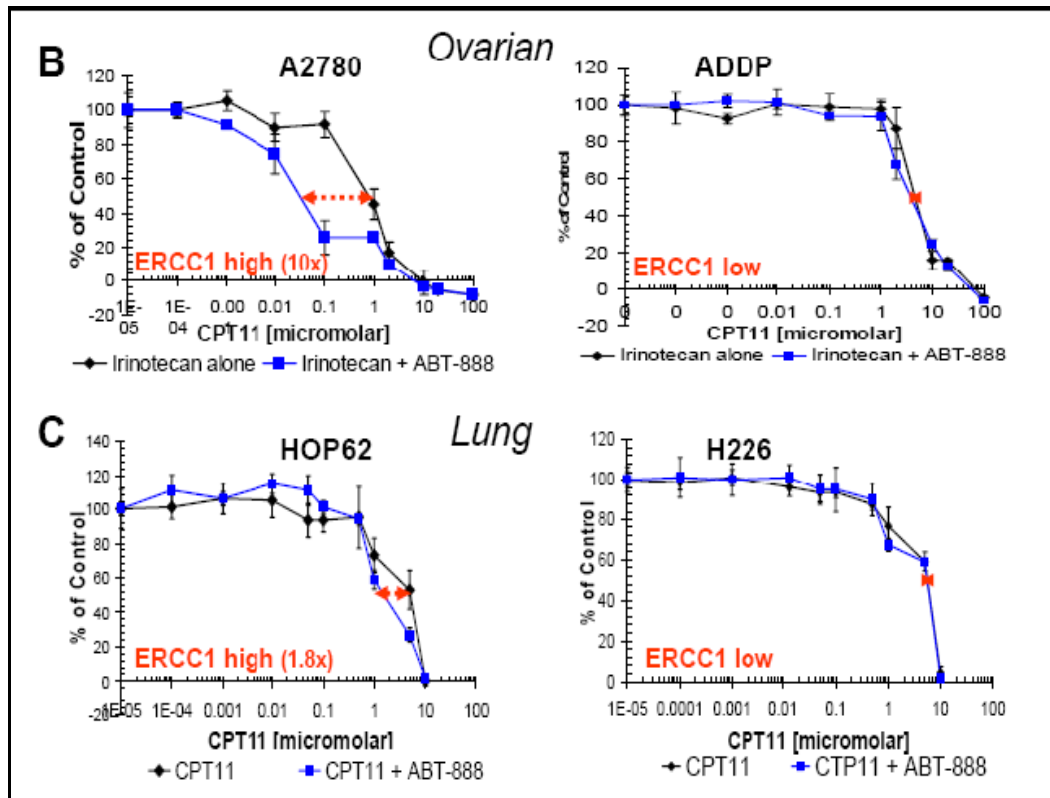 B
Ovarian
A2780
120
100
80
60
40
20
0
-20
% of Control
ERCC1 high (10x)
1E-05
1E-04
0.001
0.01
0.1
1
10
100
CPT11 [micromolar]
Irinotecan alone
Irinotecan + ABT-888
ADDP
120
100
80
60
40
20
0
-20
% of Control
ERCC1 low
0
0
0
0.01
0.1
1
10
100
CPT11 [micromolar]
Irinotecan alone
Irinotecan + ABT-888
C
Lung
HOP62
140
120
100
80
60
40
20
0
-20
% of Control
ERCC1 high (1.8x)
1E-05
1E-04
0.001
0.01
0.1
1
10
100
CPT11 [micromolar]
CPT11
CPT11 + ABT-888
H226
120
100
80
60
40
20
0
% of Control
ERCC1 low
1E-05
0.0001
0.001
0.01
0.1
1
10
100
CPT11 [micromolar]
CPT11
CTP11 + ABT-888